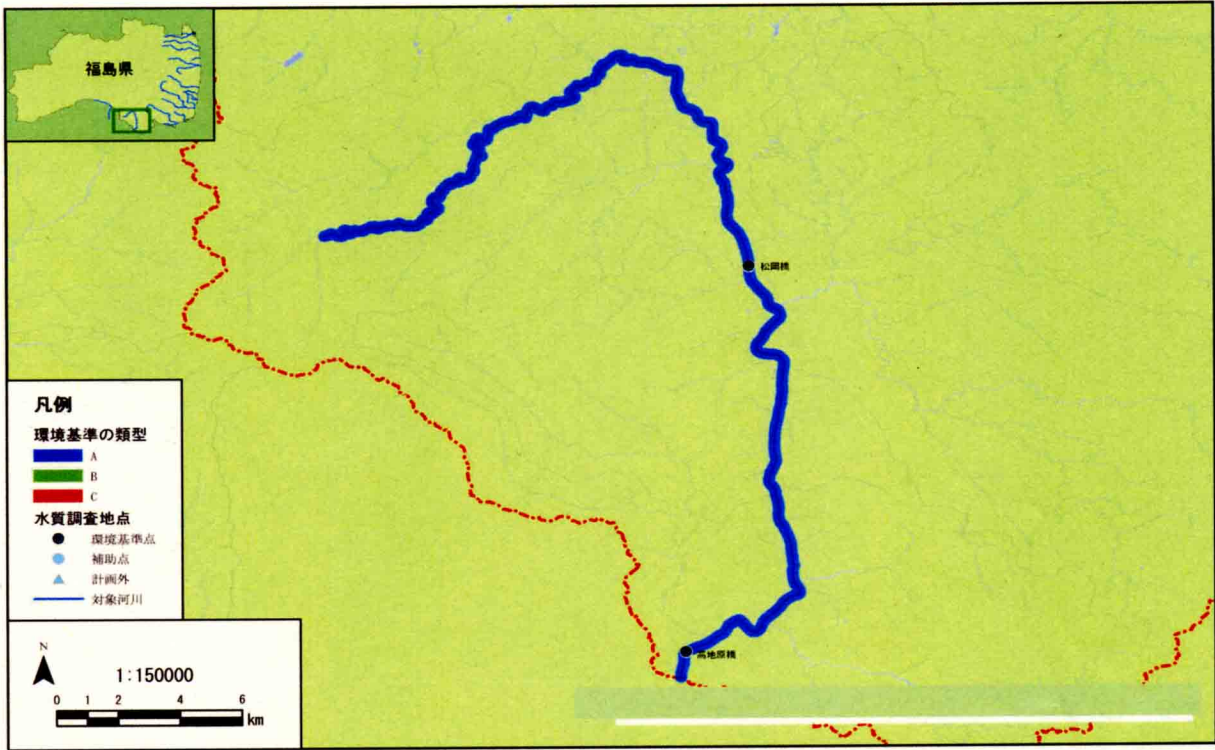 福島県
松岡橋
凡例
環境基準の類型
A
B
C
水質調査地点
環境基準点
補助点
計画外
対象河川
高地原橋
N
1:150000
0 1 2 4 6
km